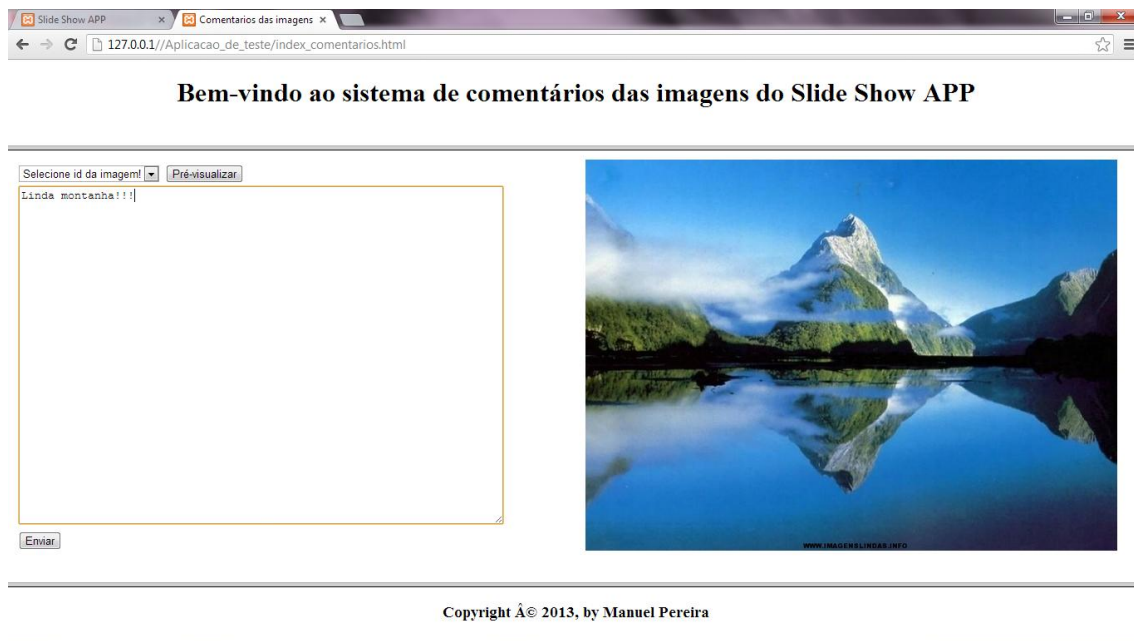 Slide Show APP
Comentarios das imagens
127.0.0.1//Aplicacao_de_teste/index_comentarios.html
Bem-vindo ao sistema de comentários das imagens do Slide Show APP
Selecione id da imagem! Pré-visualizar
Linda montanha!!!
WWW.IMAGENSLINDAS.INFO
Enviar
Copyright Â© 2013, by Manuel Pereira